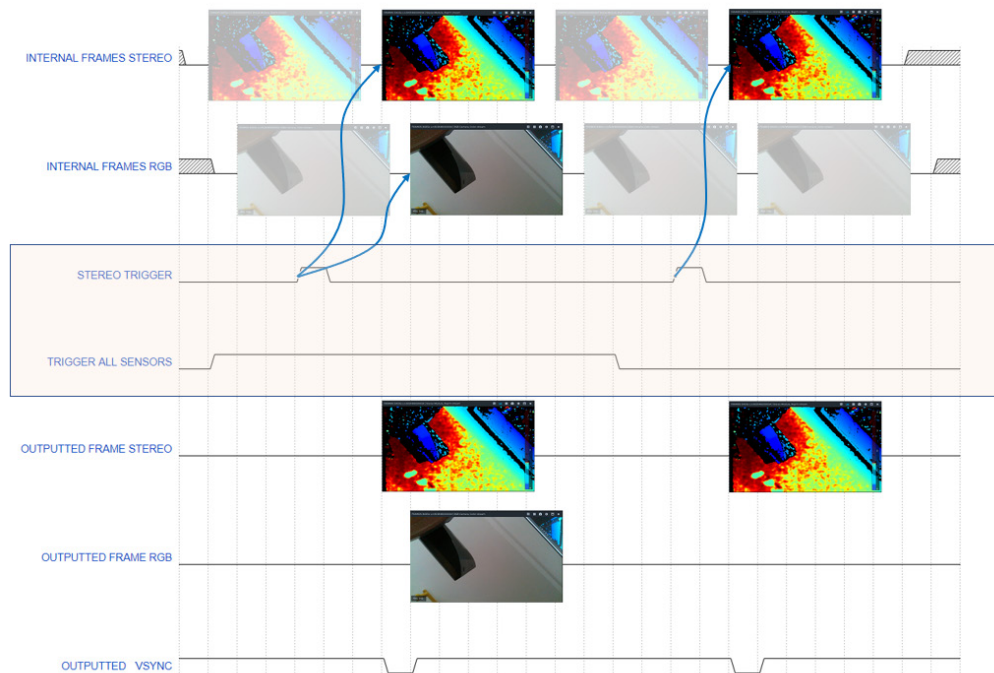 INTERNAL FRAMES STEREO
INTERNAL FRAMES RGB
STEREO TRIGGER
TRIGGER ALL SENSORS
OUTPUTTED FRAME STEREO
OUTPUTTED FRAME RGB
OUTPUTTED VSYNC